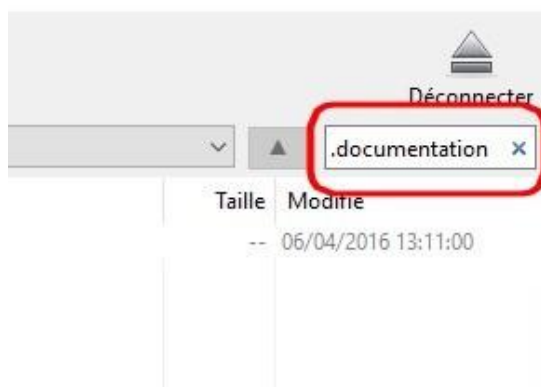 Déconnecter
.documentation
Taille Modifié
-- 06/04/2016 13:11:00